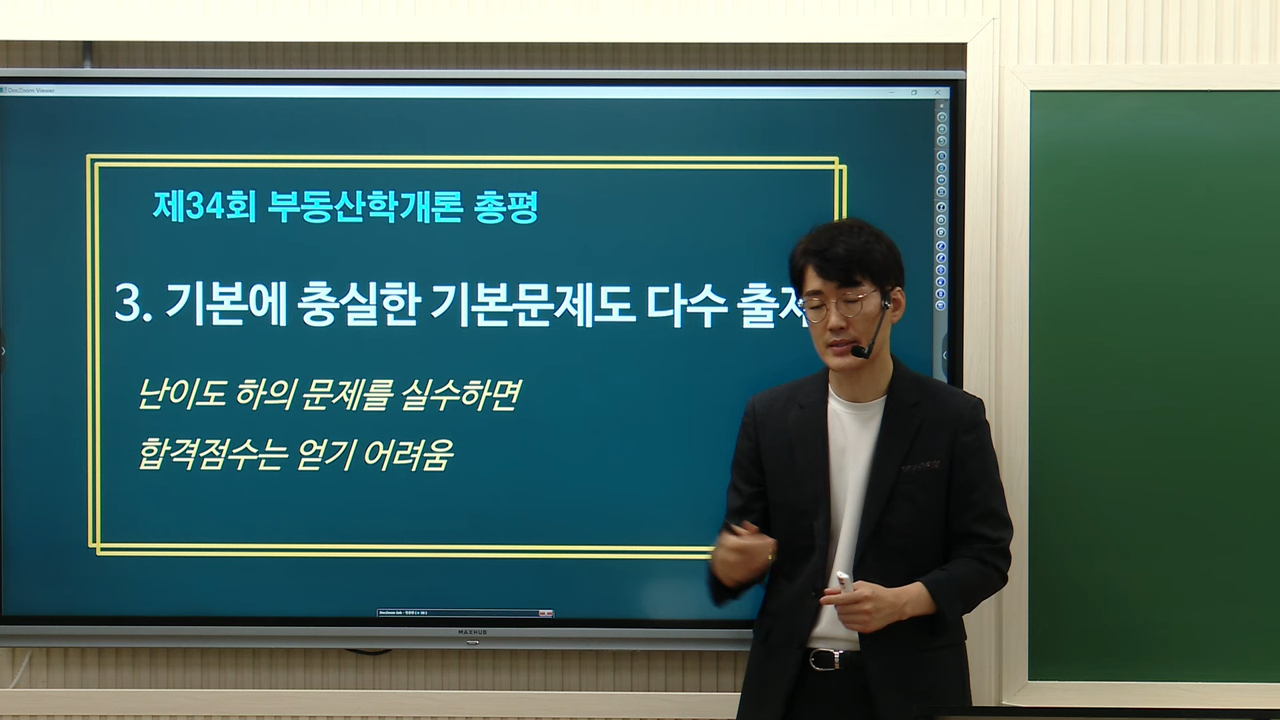 DocZoom Viewer
제34회 부동산학개론 총평
3. 기본에 충실한 기본문제도 다수 출제
난이도 하의 문제를 실수하면
합격점수는 얻기 어려움
MAXHUB